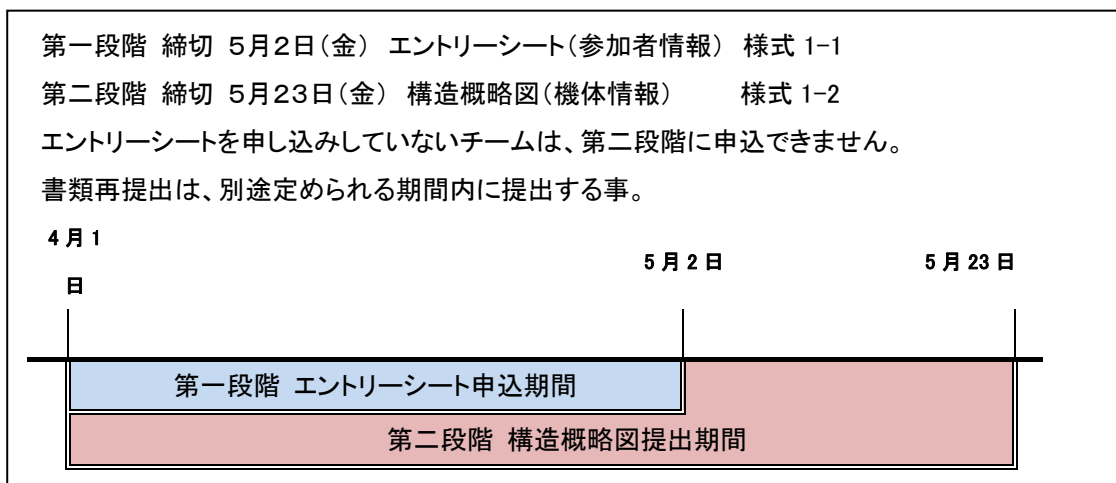 第一段階 締切 5月2日(金) エントリーシート(参加者情報) 様式 1-1
第二段階 締切 5月23日(金) 構造概略図(機体情報) 様式 1-2
エントリーシートを申し込みしていないチームは、第二段階に申込できません。
書類再提出は、別途定められる期間内に提出する事。
4月1
日
5月2日
5月23日
第一段階 エントリーシート申込期間
第二段階 構造概略図提出期間